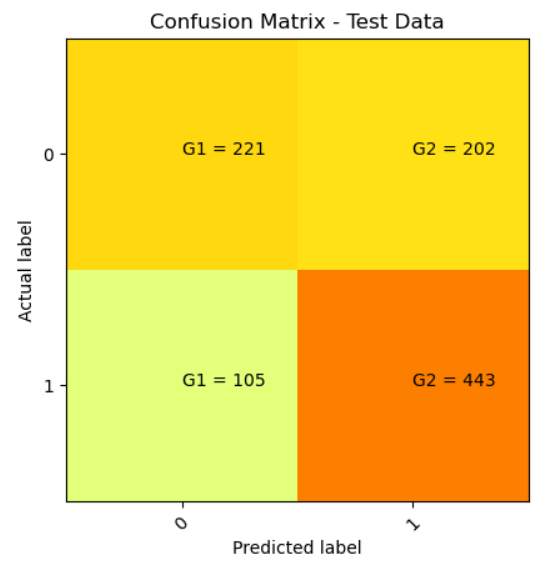 Confusion Matrix - Test Data
0
G1 = 221
G2 = 202
Actual label
1
G1 = 105
G2 = 443
0
1
Predicted label